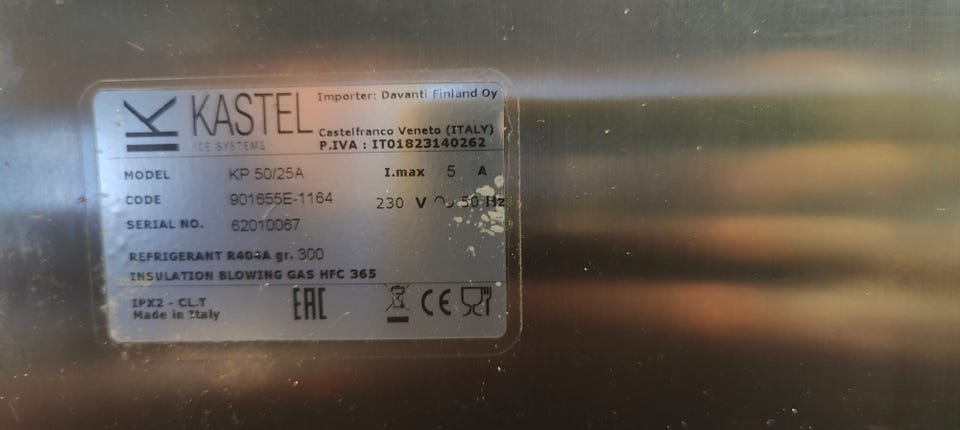 KASTEL
ICE SYSTEMS
Importer: Davanti Finland Oy
Castelfranco Veneto (ITALY)
P.IVA : IT01823140262
MODEL KP 50/25A I.max 5 A
CODE 901655E-1164 230 V 50 Hz
SERIAL NO. 62010067
REFRIGERANT R404A gr. 300
INSULATION BLOWING GAS HFC 365
IPX2 - CL.T
Made in Italy
EAC
CE